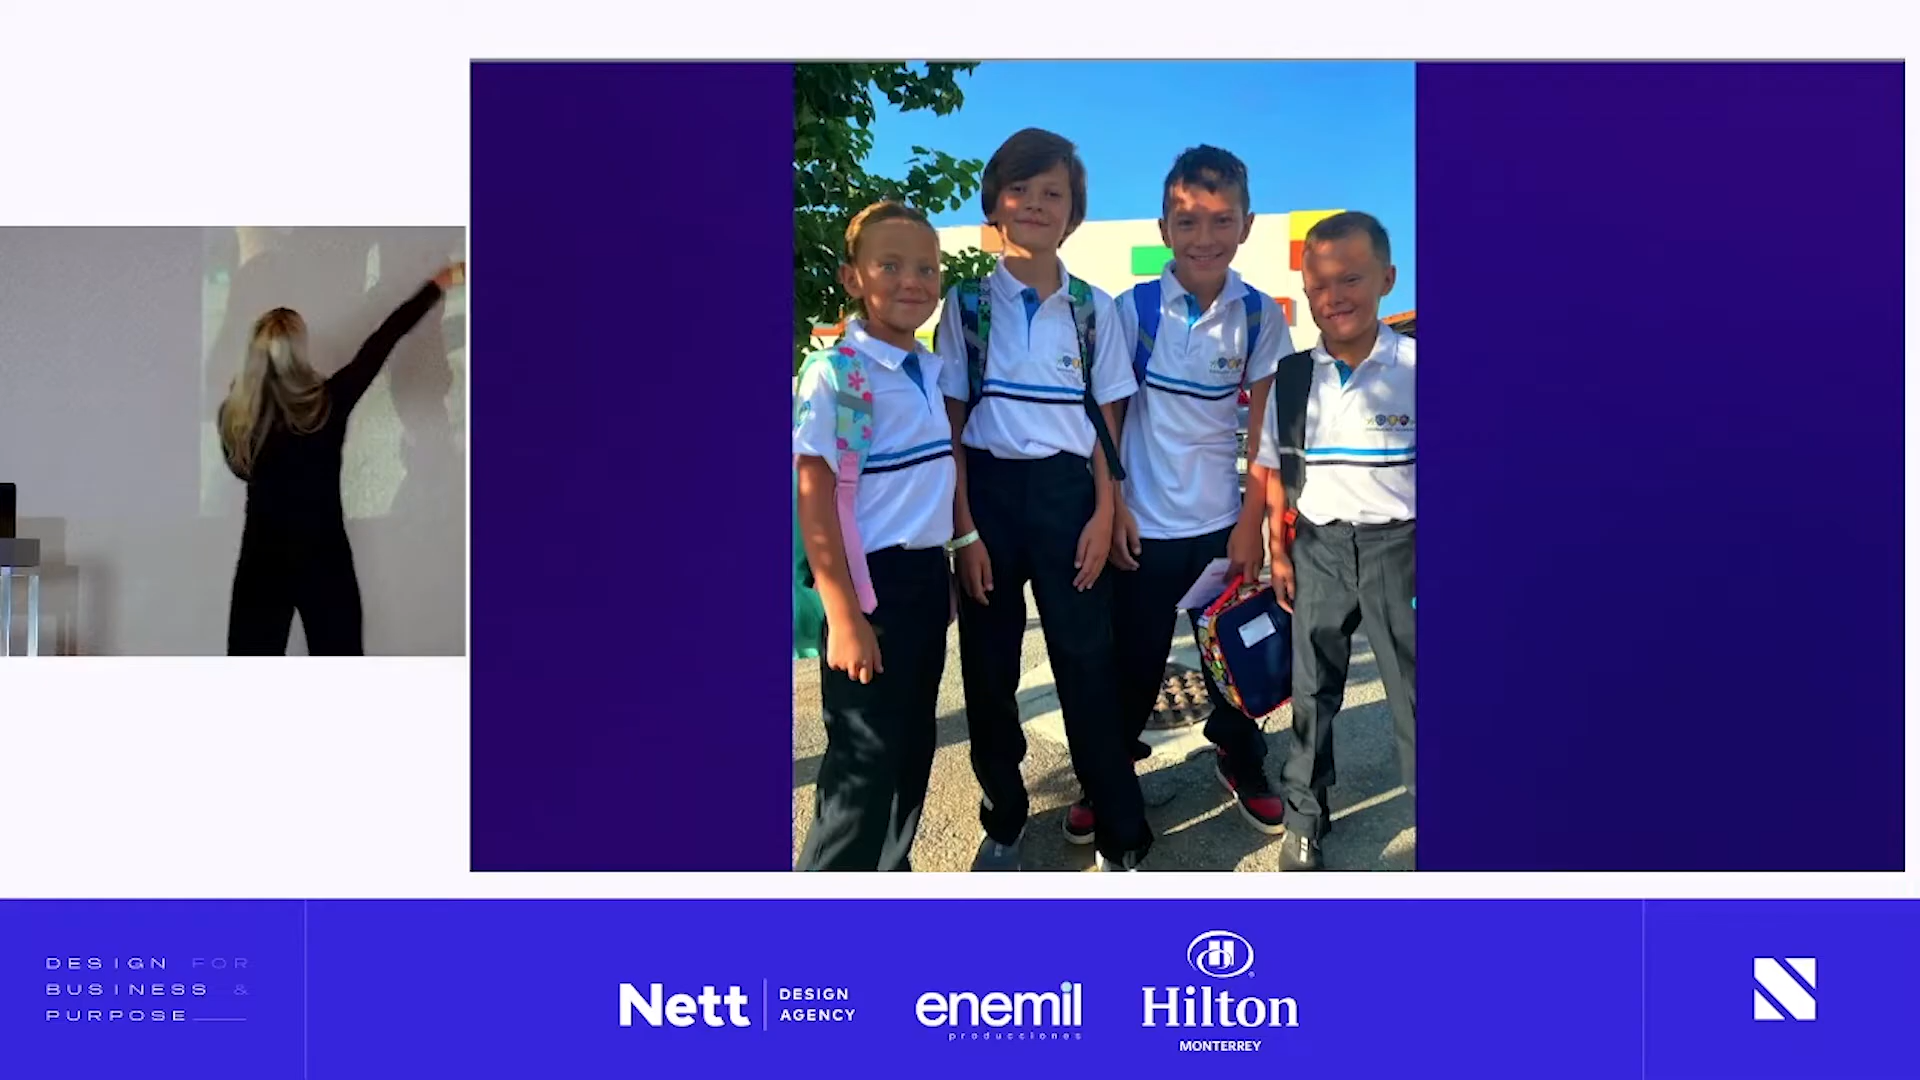 DESIGN FOR
BUSINESS &
PURPOSE
Nett DESIGN
AGENCY
enemil
producciones
Hilton
MONTERREY